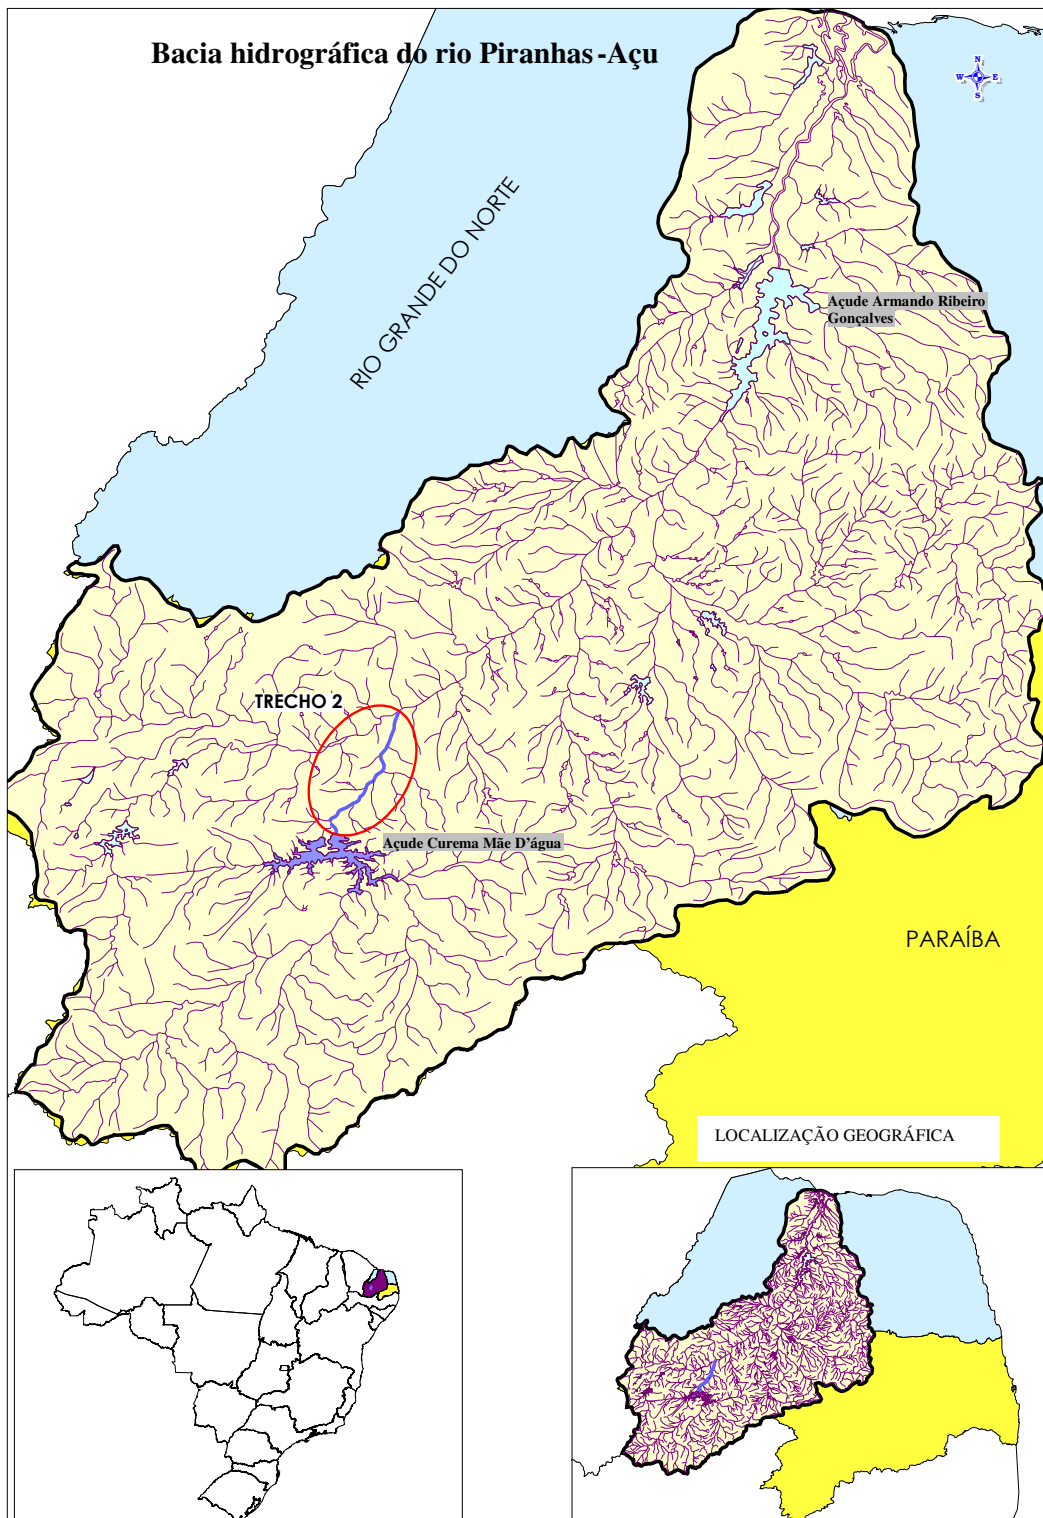 Bacia hidrográfica do rio Piranhas-Açu
N
W E
S
RIO GRANDE DO NORTE
Açude Armando Ribeiro
Gonçalves
TRECHO 2
Açude Curema Mãe D'água
PARAÍBA
LOCALIZAÇÃO GEOGRÁFICA